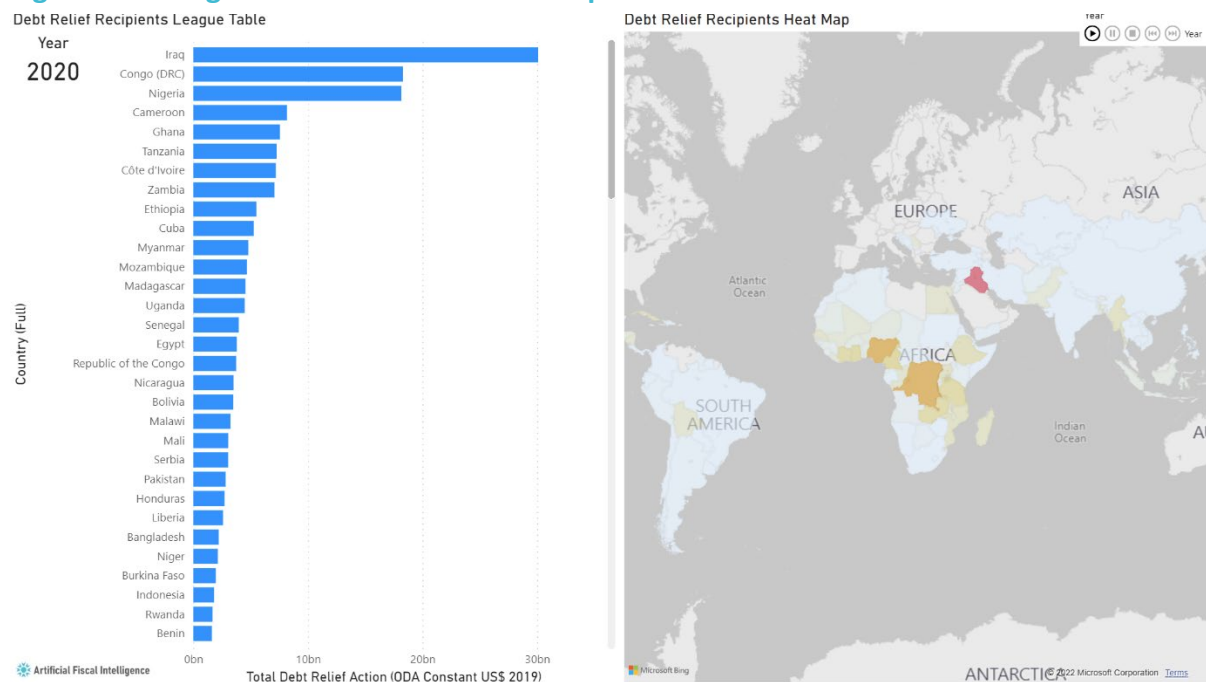 Debt Relief Recipients League Table
Year
2020
Country (Full)
Iraq
Congo (DRC)
Nigeria
Cameroon
Ghana
Tanzania
Côte d'Ivoire
Zambia
Ethiopia
Cuba
Myanmar
Mozambique
Madagascar
Uganda
Senegal
Egypt
Republic of the Congo
Nicaragua
Bolivia
Malawi
Mali
Serbia
Pakistan
Honduras
Liberia
Bangladesh
Niger
Burkina Faso
Indonesia
Rwanda
Benin
0bn 10bn 20bn 30bn
Total Debt Relief Action (ODA Constant US$ 2019)
Artificial Fiscal Intelligence
Debt Relief Recipients Heat Map
Year
Year
ASIA
EUROPE
Atlantic
Ocean
AFRICA
SOUTH
AMERICA
Indian
Ocean
Microsoft Bing
ANTARCTICA
2022 Microsoft Corporation Terms